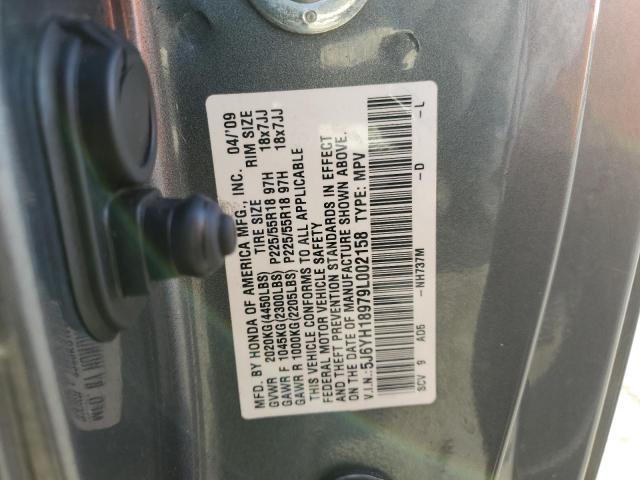 MFD. BY HONDA OF AMERICA MFG., INC. 04/'09
GVWR 2020KG(4450LBS) TIRE SIZE RIM SIZE
GAWR F 1045KG(2300LBS) P225/55R18 97H 18x7JJ
GAWR R 1000KG(2205LBS) P225/55R18 97H 18x7JJ
THIS VEHICLE CONFORMS TO ALL APPLICABLE
FEDERAL MOTOR VEHICLE SAFETY
AND THEFT PREVENTION STANDARDS IN EFFECT
ON THE DATE OF MANUFACTURE SHOWN ABOVE.
V.I.N.:5J6YH18979L002158 TYPE: MPV
SCV 9 A06 -NH737M -D -L